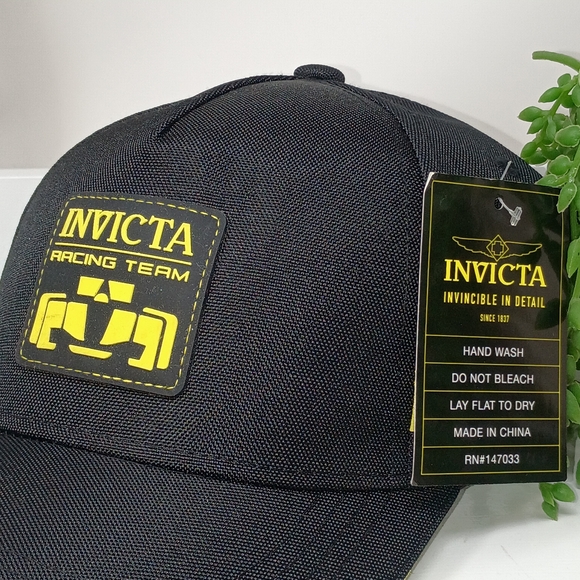 INVICTA
RACING TEAM
INVICTA
INVINCIBLE IN DETAIL
SINCE 1837
HAND WASH
DO NOT BLEACH
LAY FLAT TO DRY
MADE IN CHINA
RN#147033